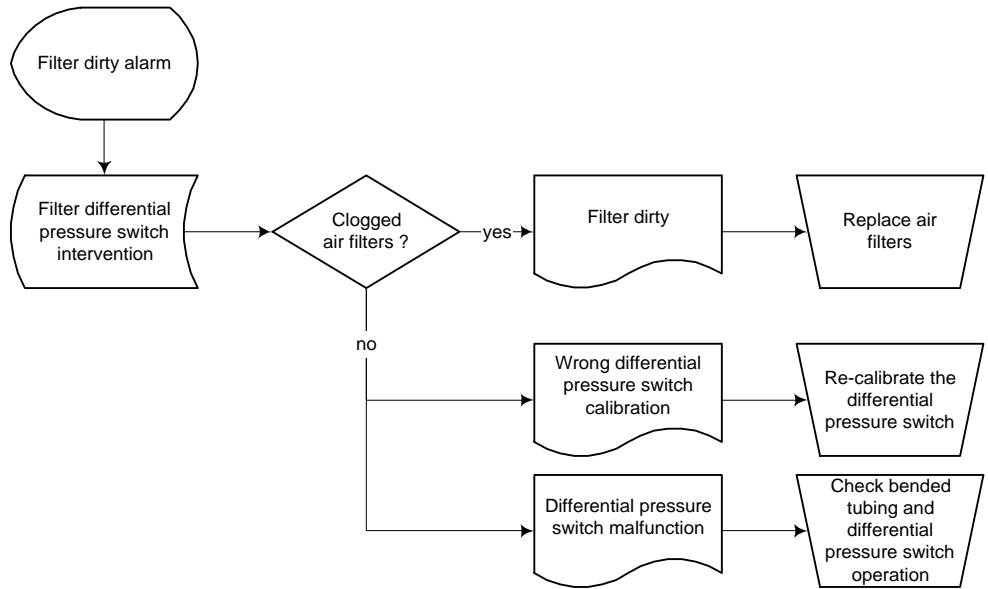 Filter dirty alarm
Filter differential
pressure switch
intervention
Clogged
air filters ?
yes
Filter dirty
Replace air
filters
no
Wrong differential
pressure switch
calibration
Re-calibrate the
differential
pressure switch
Differential pressure
switch malfunction
Check bended
tubing and
differential
pressure switch
operation